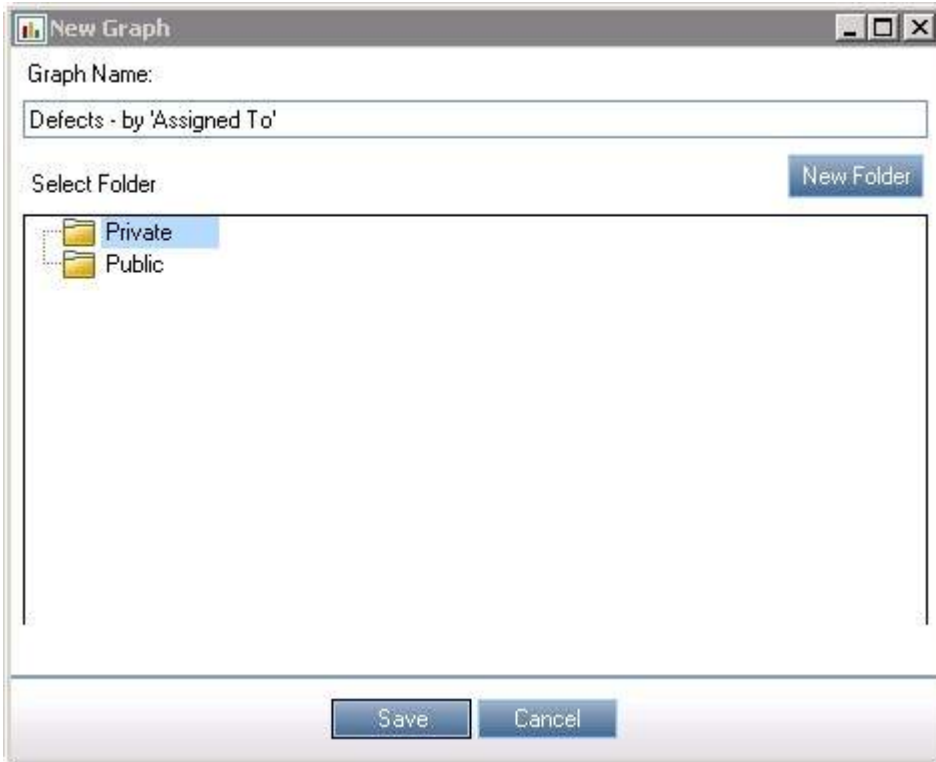 New Graph
Graph Name:
Defects - by 'Assigned To'
Select Folder
New Folder
Private
Public
Save
Cancel